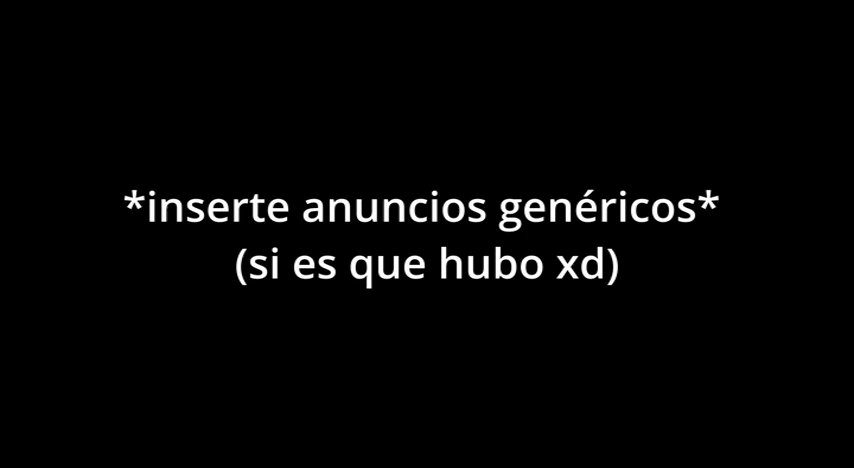 *inserte anuncios genéricos*
(si es que hubo xd)